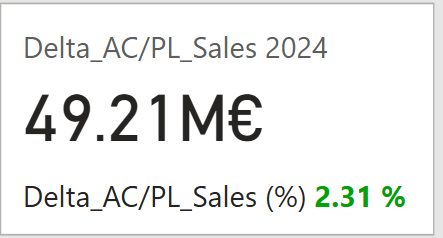 Delta_AC/PL_Sales 2024
49.21M€
Delta_AC/PL_Sales (%) 2.31 %